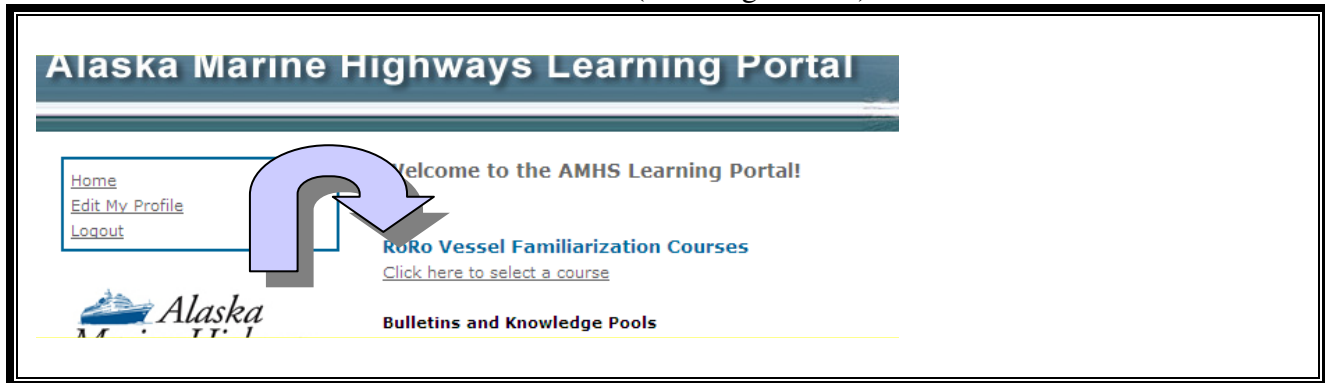 Alaska Marine Highways Learning Portal
Home
Edit My Profile
Logout
Welcome to the AMHS Learning Portal!
RoRo Vessel Familiarization Courses
Click here to select a course
Alaska
Bulletins and Knowledge Pools